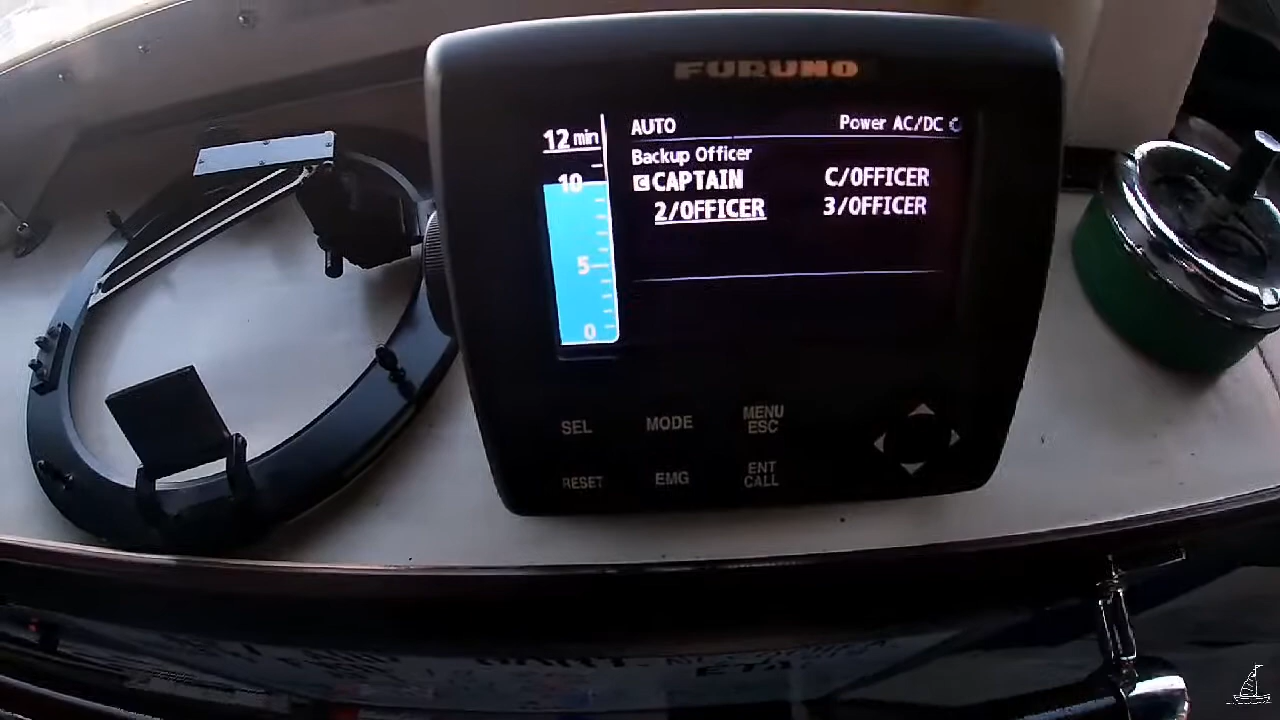 FURUNO
12 min
10
5
0
AUTO Power AC/DC
Backup Officer
C CAPTAIN C/OFFICER
2/OFFICER 3/OFFICER
SEL MODE MENU ESC
RESET EMG ENT CALL